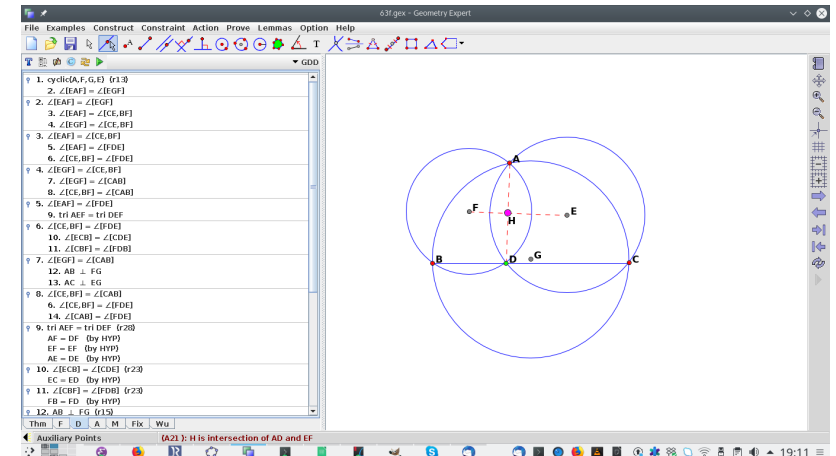 63f.gex - Geometry Expert
File Examples Construct Constraint Action Prove Lemmas Option Help
GDD
1. cyclic(A,F,G,E) (r13)
2. ∠[EAF] = ∠[EGF]
2. ∠[EAF] = ∠[EGF]
3. ∠[EAF] = ∠[CE,BF]
4. ∠[EGF] = ∠[CE,BF]
3. ∠[EAF] = ∠[CE,BF]
5. ∠[EAF] = ∠[FDE]
6. ∠[CE,BF] = ∠[FDE]
4. ∠[EGF] = ∠[CE,BF]
7. ∠[EGF] = ∠[CAB]
8. ∠[CE,BF] = ∠[CAB]
5. ∠[EAF] = ∠[FDE]
9. tri AEF = tri DEF
6. ∠[CE,BF] = ∠[FDE]
10. ∠[ECB] = ∠[CDE]
11. ∠[CBF] = ∠[FDB]
7. ∠[EGF] = ∠[CAB]
12. AB ⊥ FG
13. AC ⊥ EG
8. ∠[CE,BF] = ∠[CAB]
6. ∠[CE,BF] = ∠[FDE]
14. ∠[CAB] = ∠[FDE]
9. tri AEF = tri DEF (r28)
AF = DF (by HYP)
EF = EF (by HYP)
AE = DE (by HYP)
10. ∠[ECB] = ∠[CDE] (r23)
EC = ED (by HYP)
11. ∠[CBF] = ∠[FDB] (r23)
FB = FD (by HYP)
12. AB ⊥ FG (r15)
A
F
E
H
G
B
D
C
Thm F D A M Fix Wu
Auxiliary Points (A21 ): H is intersection of AD and EF
19:11